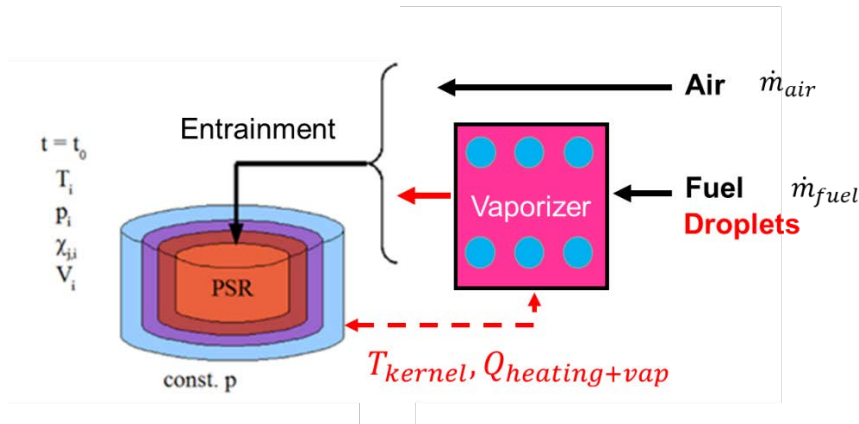 Air ṁ_air
Entrainment
t = t₀
Tᵢ
pᵢ
χⱼ,ᵢ
Vᵢ
Vaporizer
Fuel ṁ_fuel
Droplets
PSR
T_kernel, Q_heating+vap
const. p